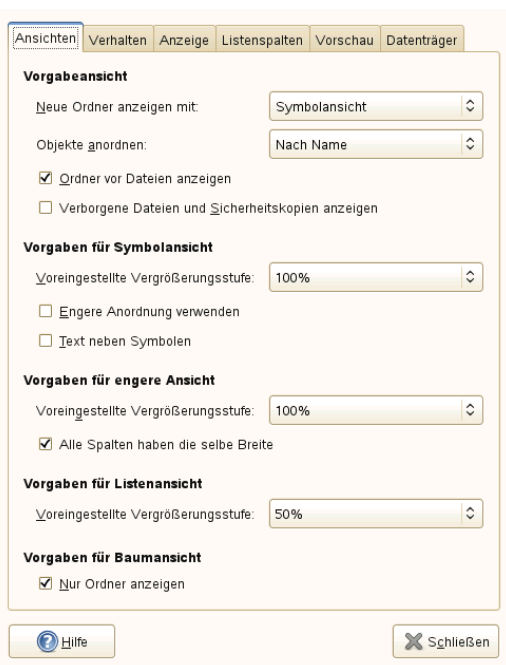 Ansichten Verhalten Anzeige Listenspalten Vorschau Datenträger
Vorgabeansicht
Neue Ordner anzeigen mit: Symbolansicht
Objekte anordnen: Nach Name
Ordner vor Dateien anzeigen
Verborgene Dateien und Sicherheitskopien anzeigen
Vorgaben für Symbolansicht
Voreingestellte Vergrößerungsstufe: 100%
Engere Anordnung verwenden
Text neben Symbolen
Vorgaben für engere Ansicht
Voreingestellte Vergrößerungsstufe: 100%
Alle Spalten haben die selbe Breite
Vorgaben für Listenansicht
Voreingestellte Vergrößerungsstufe: 50%
Vorgaben für Baumansicht
Nur Ordner anzeigen
Hilfe Schließen